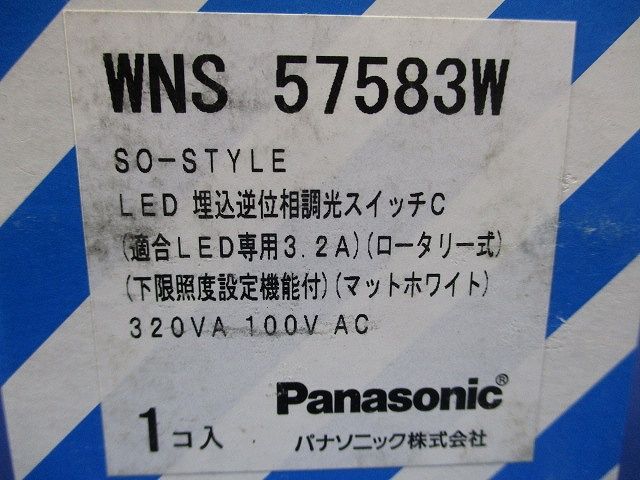 WNS 57583W
SO-STYLE
LED 埋込逆位相調光スイッチC
(適合LED専用3.2A)(ロータリー式)
(下限照度設定機能付)(マットホワイト)
320VA 100V AC
1コ入
Panasonic®
パナソニック株式会社